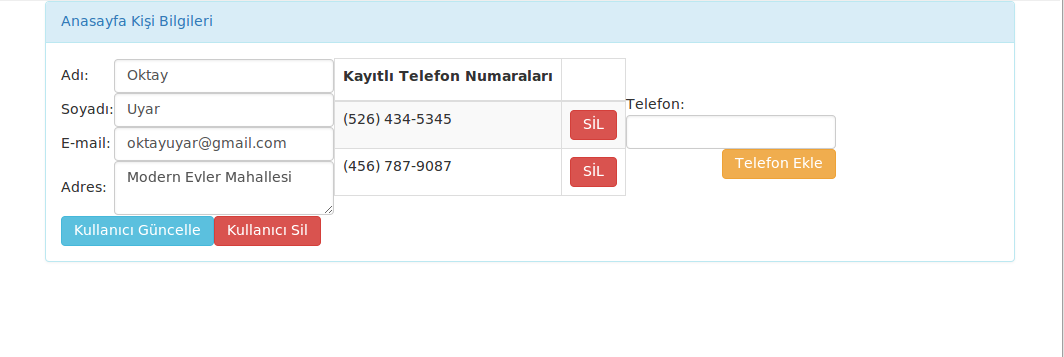 Anasayfa Kişi Bilgileri
Adı: Oktay
Soyadı: Uyar
E-mail: oktayuyar@gmail.com
Adres: Modern Evler Mahallesi
Kullanıcı Güncelle Kullanıcı Sil
Kayıtlı Telefon Numaraları
(526) 434-5345 SİL
(456) 787-9087 SİL
Telefon:
Telefon Ekle